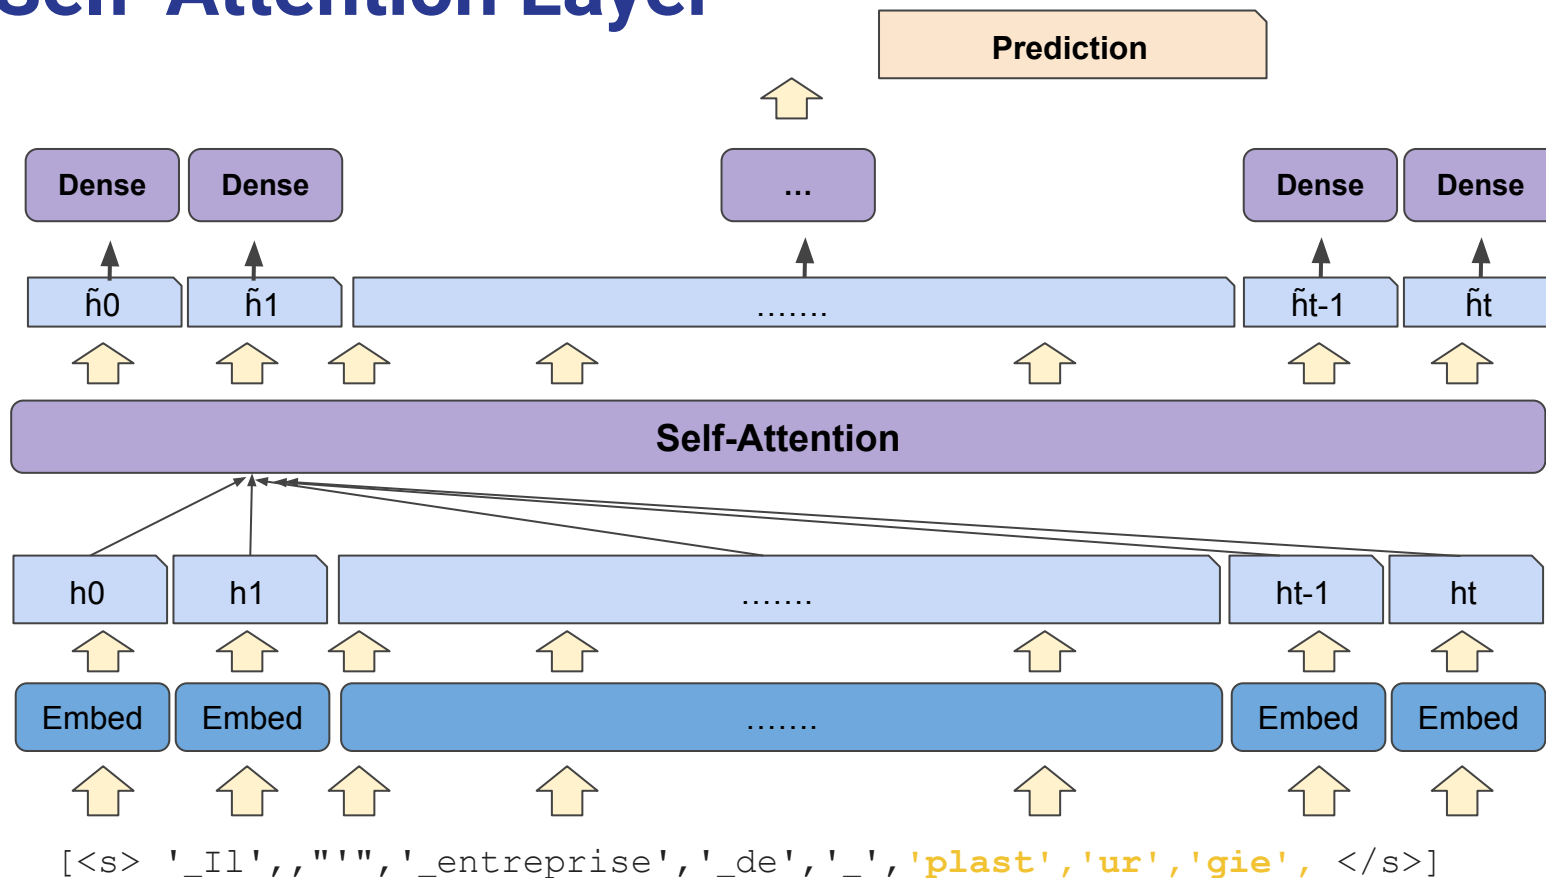 Self-Attention Layer
Prediction
Dense Dense ... Dense Dense
h̃0 h̃1 ....... h̃t-1 h̃t
Self-Attention
h0 h1 ....... ht-1 ht
Embed Embed ....... Embed Embed
[<s> '_Il',,"'",'_entreprise','_de','_','plast','ur','gie', </s>]